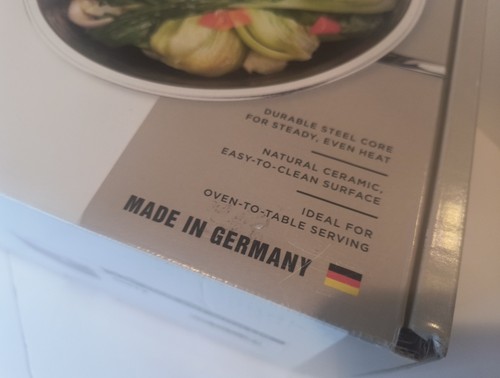 DURABLE STEEL CORE
FOR STEADY, EVEN HEAT
NATURAL CERAMIC,
EASY-TO-CLEAN SURFACE
IDEAL FOR
OVEN-TO-TABLE SERVING
MADE IN GERMANY